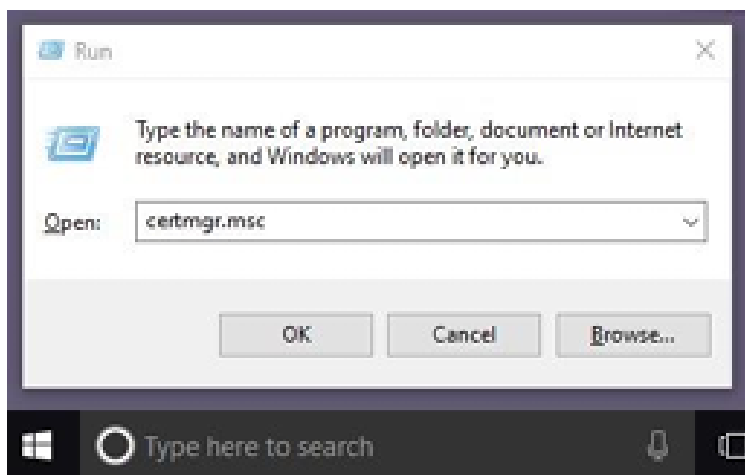 Run
Type the name of a program, folder, document or Internet
resource, and Windows will open it for you.
Open: certmgr.msc
OK Cancel Browse...
Type here to search